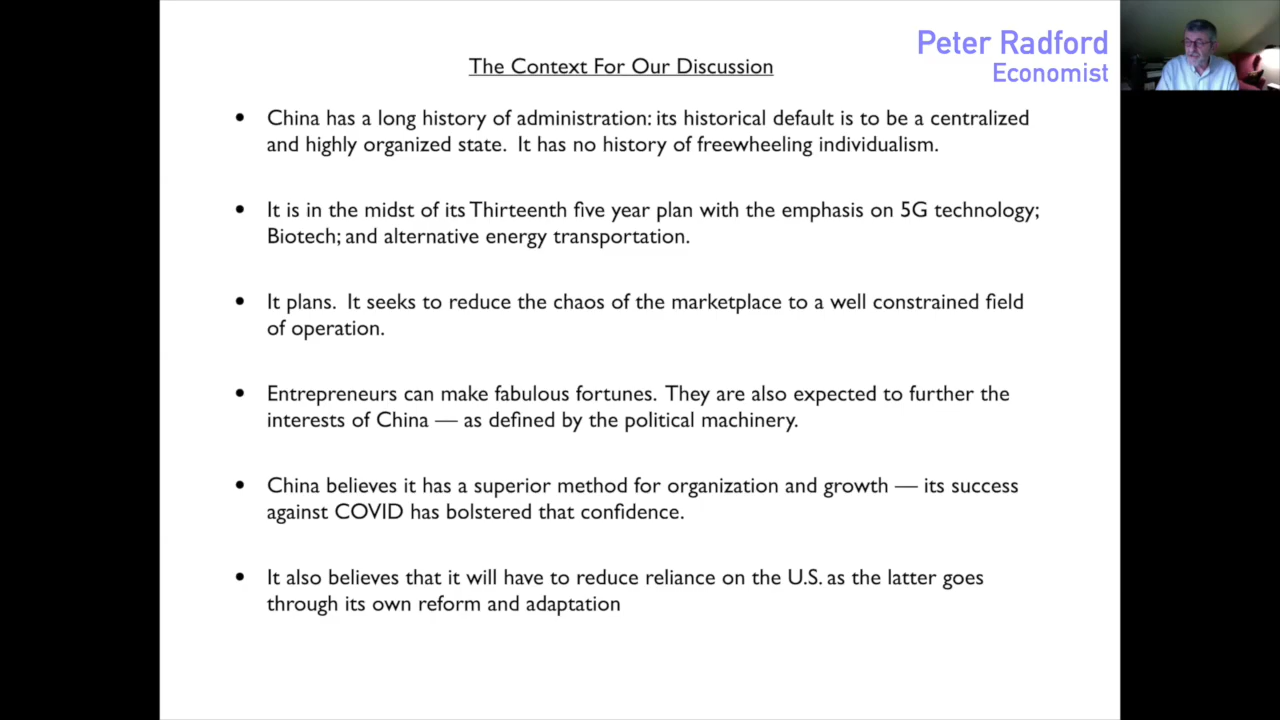 Peter Radford
Economist
The Context For Our Discussion
• China has a long history of administration: its historical default is to be a centralized
and highly organized state. It has no history of freewheeling individualism.
• It is in the midst of its Thirteenth five year plan with the emphasis on 5G technology;
Biotech; and alternative energy transportation.
• It plans. It seeks to reduce the chaos of the marketplace to a well constrained field
of operation.
• Entrepreneurs can make fabulous fortunes. They are also expected to further the
interests of China — as defined by the political machinery.
• China believes it has a superior method for organization and growth — its success
against COVID has bolstered that confidence.
• It also believes that it will have to reduce reliance on the U.S. as the latter goes
through its own reform and adaptation